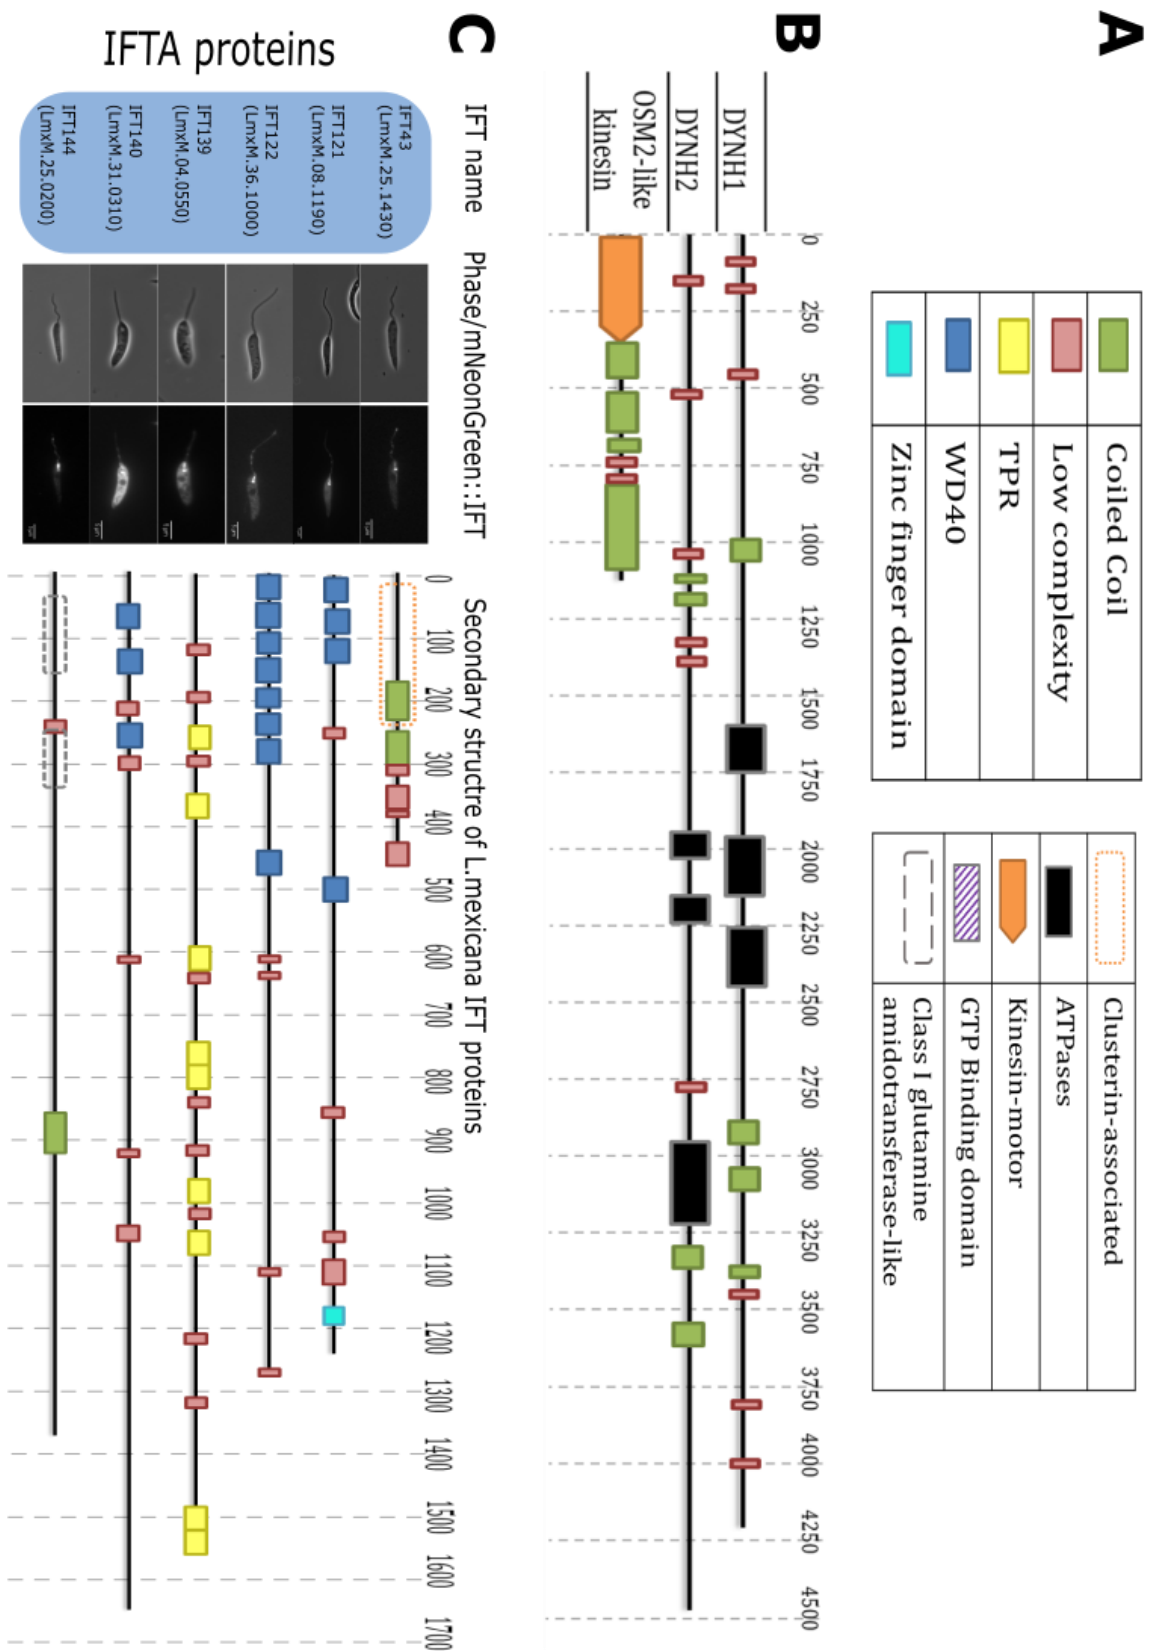 A
Coiled Coil
Low complexity
TPR
WD40
Zinc finger domain
Clusterin-associated
ATPases
Kinesin-motor
GTP Binding domain
Class I glutamine
amidotransferase-like
B
0 250 500 750 1000 1250 1500 1750 2000 2250 2500 2750 3000 3250 3500 3750 4000 4250 4500
DYNH1
DYNH2
OSM2-like
kinesin
C
IFT name Phase/mNeonGreen::IFT Secondary structre of L.mexicana IFT proteins
0 100 200 300 400 500 600 700 800 900 1000 1100 1200 1300 1400 1500 1600 1700
IFTA proteins
IFT43
(LmxM.25.1430)
IFT121
(LmxM.08.1190)
IFT122
(LmxM.36.1000)
IFT139
(LmxM.04.0550)
IFT140
(LmxM.31.0310)
IFT144
(LmxM.25.0200)